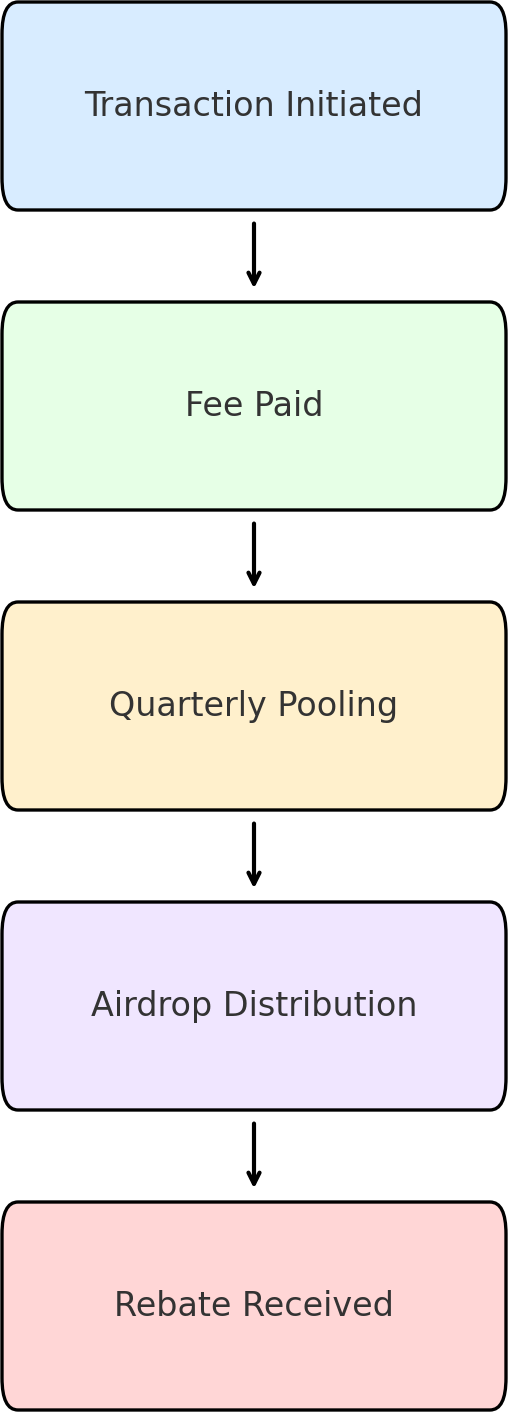 Transaction Initiated
Fee Paid
Quarterly Pooling
Airdrop Distribution
Rebate Received